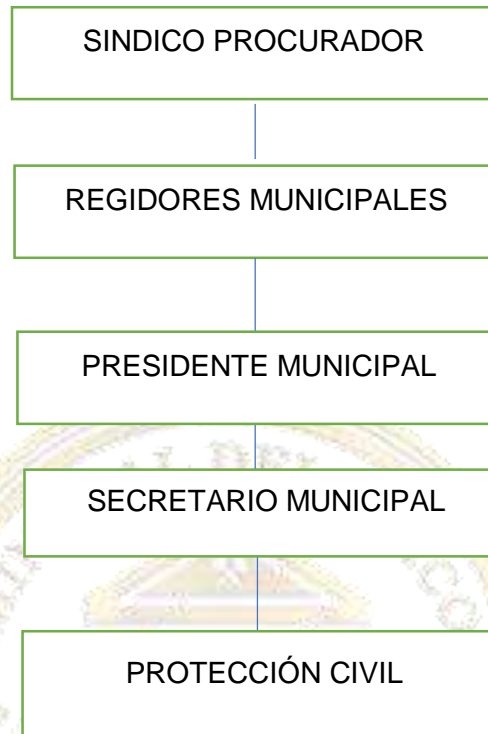 SINDICO PROCURADOR
REGIDORES MUNICIPALES
PRESIDENTE MUNICIPAL
SECRETARIO MUNICIPAL
PROTECCIÓN CIVIL